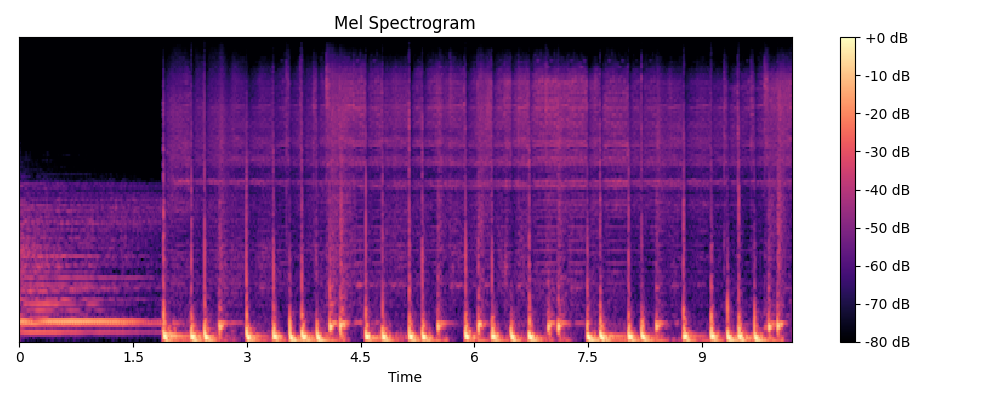 Mel Spectrogram
+0 dB
-10 dB
-20 dB
-30 dB
-40 dB
-50 dB
-60 dB
-70 dB
-80 dB
0 1.5 3 4.5 6 7.5 9
Time